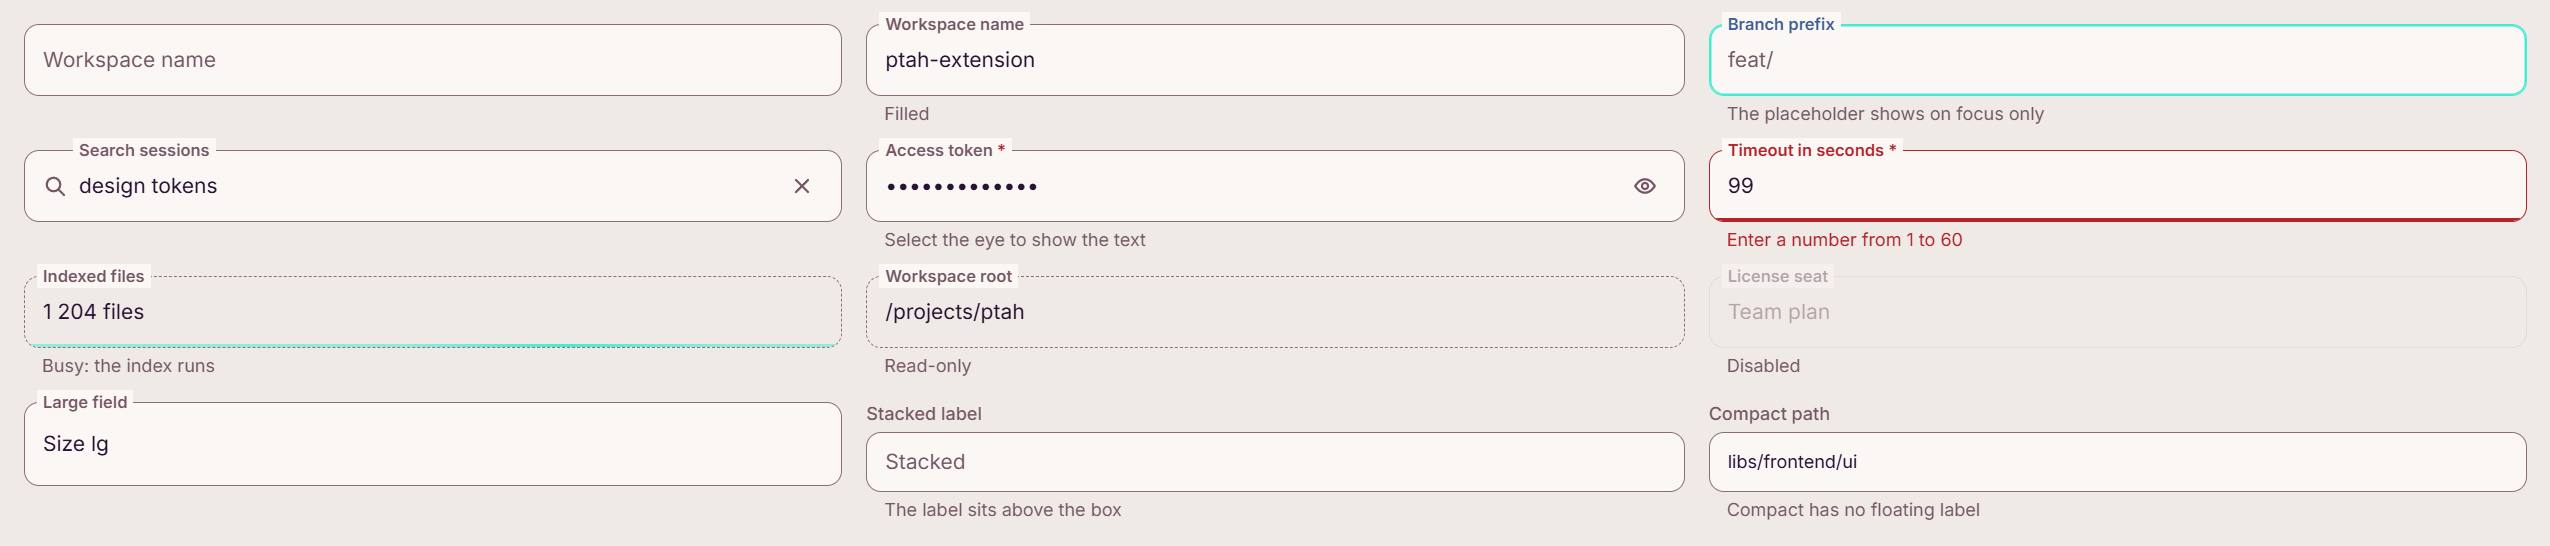 Workspace name
Workspace name
ptah-extension
Filled
Branch prefix
feat/
The placeholder shows on focus only
Search sessions
design tokens
Access token *
•••••••••••••
Select the eye to show the text
Timeout in seconds *
99
Enter a number from 1 to 60
Indexed files
1 204 files
Busy: the index runs
Workspace root
/projects/ptah
Read-only
License seat
Team plan
Disabled
Large field
Size lg
Stacked label
Stacked
The label sits above the box
Compact path
libs/frontend/ui
Compact has no floating label